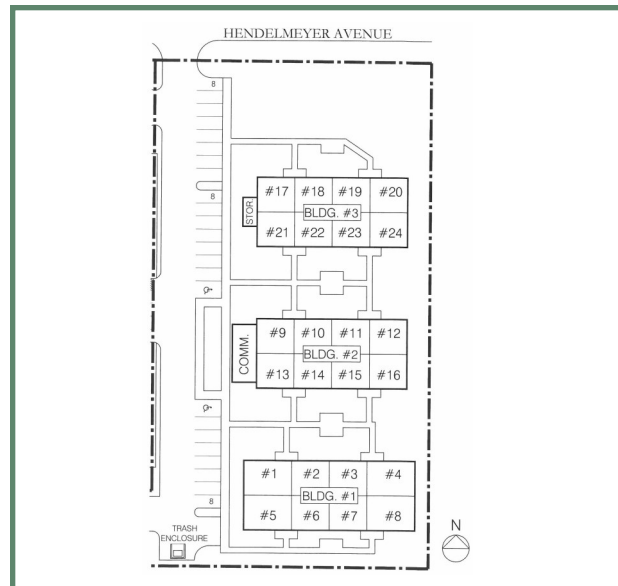 HENDELMEYER AVENUE
8
8
#17 #18 #19 #20
STOR.
BLDG. #3
#21 #22 #23 #24
#9 #10 #11 #12
COMM.
BLDG. #2
#13 #14 #15 #16
#1 #2 #3 #4
BLDG. #1
#5 #6 #7 #8
8
TRASH
ENCLOSURE
N